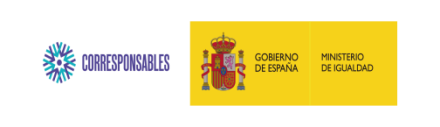 CORRESPONSABLES
GOBIERNO
DE ESPAÑA
MINISTERIO
DE IGUALDAD